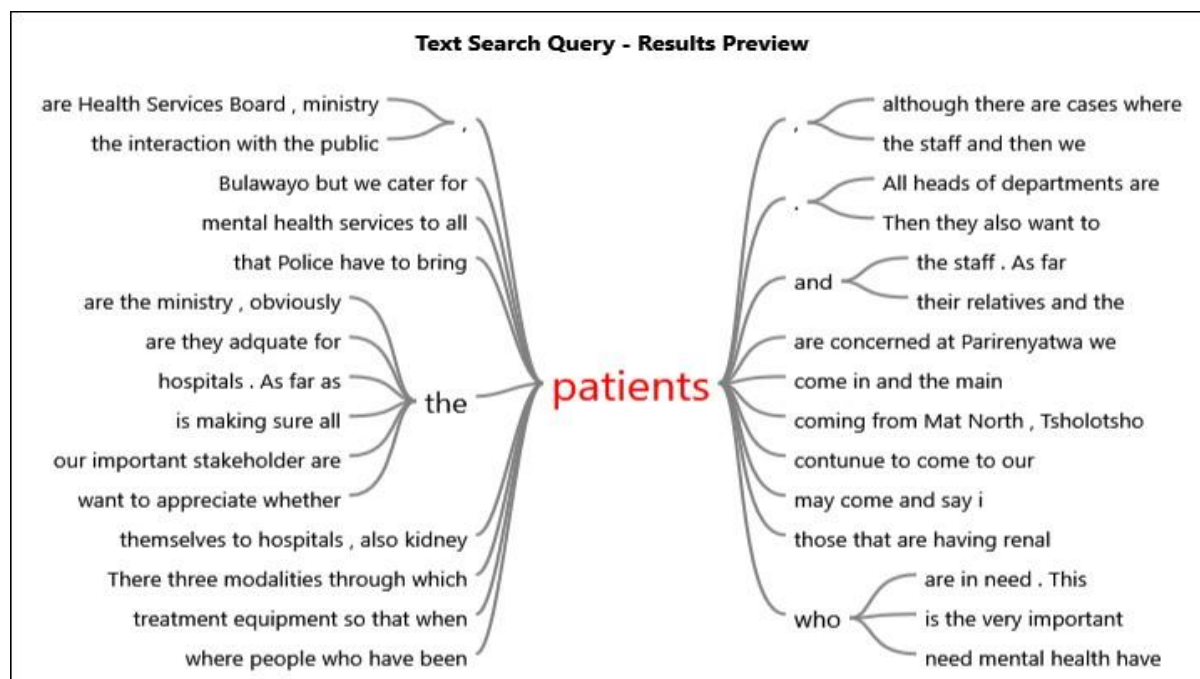 Text Search Query - Results Preview
are Health Services Board , ministry
the interaction with the public
,
Bulawayo but we cater for
mental health services to all
that Police have to bring
are the ministry , obviously
are they adquate for
hospitals . As far as
is making sure all
our important stakeholder are
want to appreciate whether
the
themselves to hospitals , also kidney
There three modalities through which
treatment equipment so that when
where people who have been
patients
,
although there are cases where
the staff and then we
.
All heads of departments are
Then they also want to
and
the staff . As far
their relatives and the
are concerned at Parirenyatwa we
come in and the main
coming from Mat North , Tsholotsho
contunue to come to our
may come and say i
those that are having renal
who
are in need . This
is the very important
need mental health have